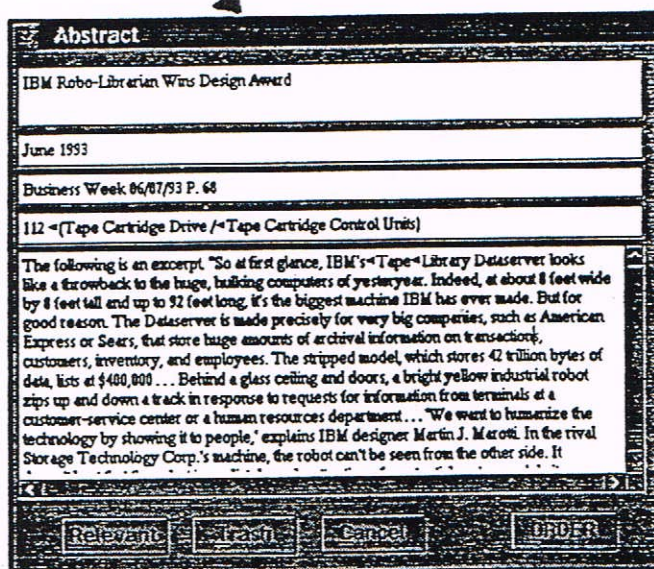 Abstract
IBM Robo-Librarian Wins Design Award
June 1993
Business Week 06/07/93 P. 68
112 <(Tape Cartridge Drive /<Tape Cartridge Control Units)
The following is an excerpt. "So at first glance, IBM's<Tape<Library Dataserver looks
like a throwback to the huge, hulking computers of yesteryear. Indeed, at about 8 feet wide
by 8 feet tall and up to 92 feet long, it's the biggest machine IBM has ever made. But for
good reason. The Dataserver is made precisely for very big companies, such as American
Express or Sears, that store huge amounts of archival information on transactions,
customers, inventory, and employees. The stripped model, which stores 42 trillion bytes of
data, lists at $400,000 ... Behind a glass ceiling and doors, a bright yellow industrial robot
zips up and down a track in response to requests for information from terminals at a
customer-service center or a human resources department ... "We want to humanize the
technology by showing it to people,' explains IBM designer Martin J. Marotti. In the rival
Storage Technology Corp.'s machine, the robot can't be seen from the other side. It
Relevant Trash Cancel ORDER